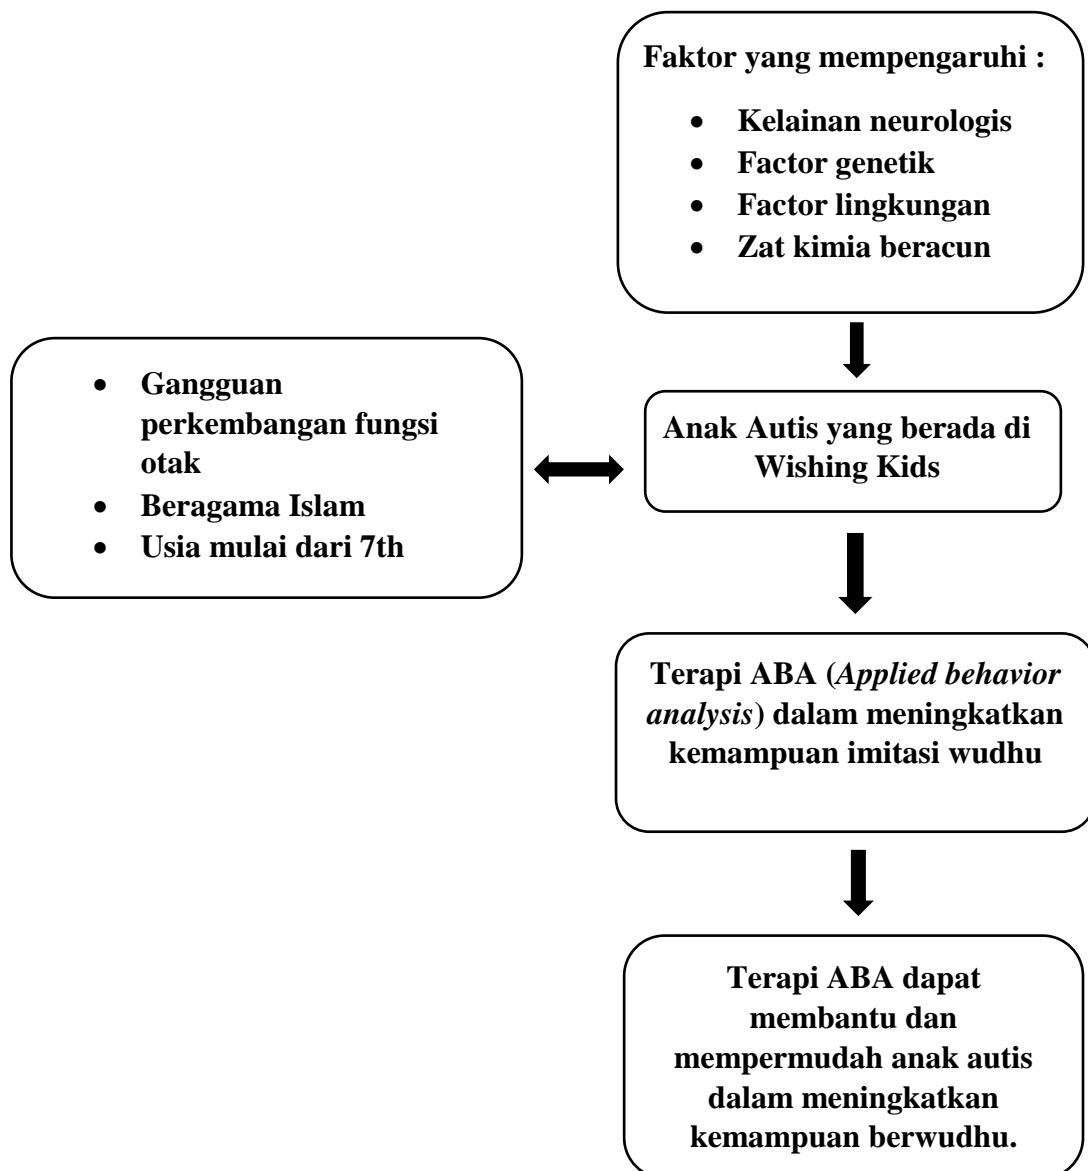 Faktor yang mempengaruhi :
• Kelainan neurologis
• Factor genetik
• Factor lingkungan
• Zat kimia beracun
• Gangguan
perkembangan fungsi
otak
• Beragama Islam
• Usia mulai dari 7th
Anak Autis yang berada di
Wishing Kids
Terapi ABA (Applied behavior
analysis) dalam meningkatkan
kemampuan imitasi wudhu
Terapi ABA dapat
membantu dan
mempermudah anak autis
dalam meningkatkan
kemampuan berwudhu.